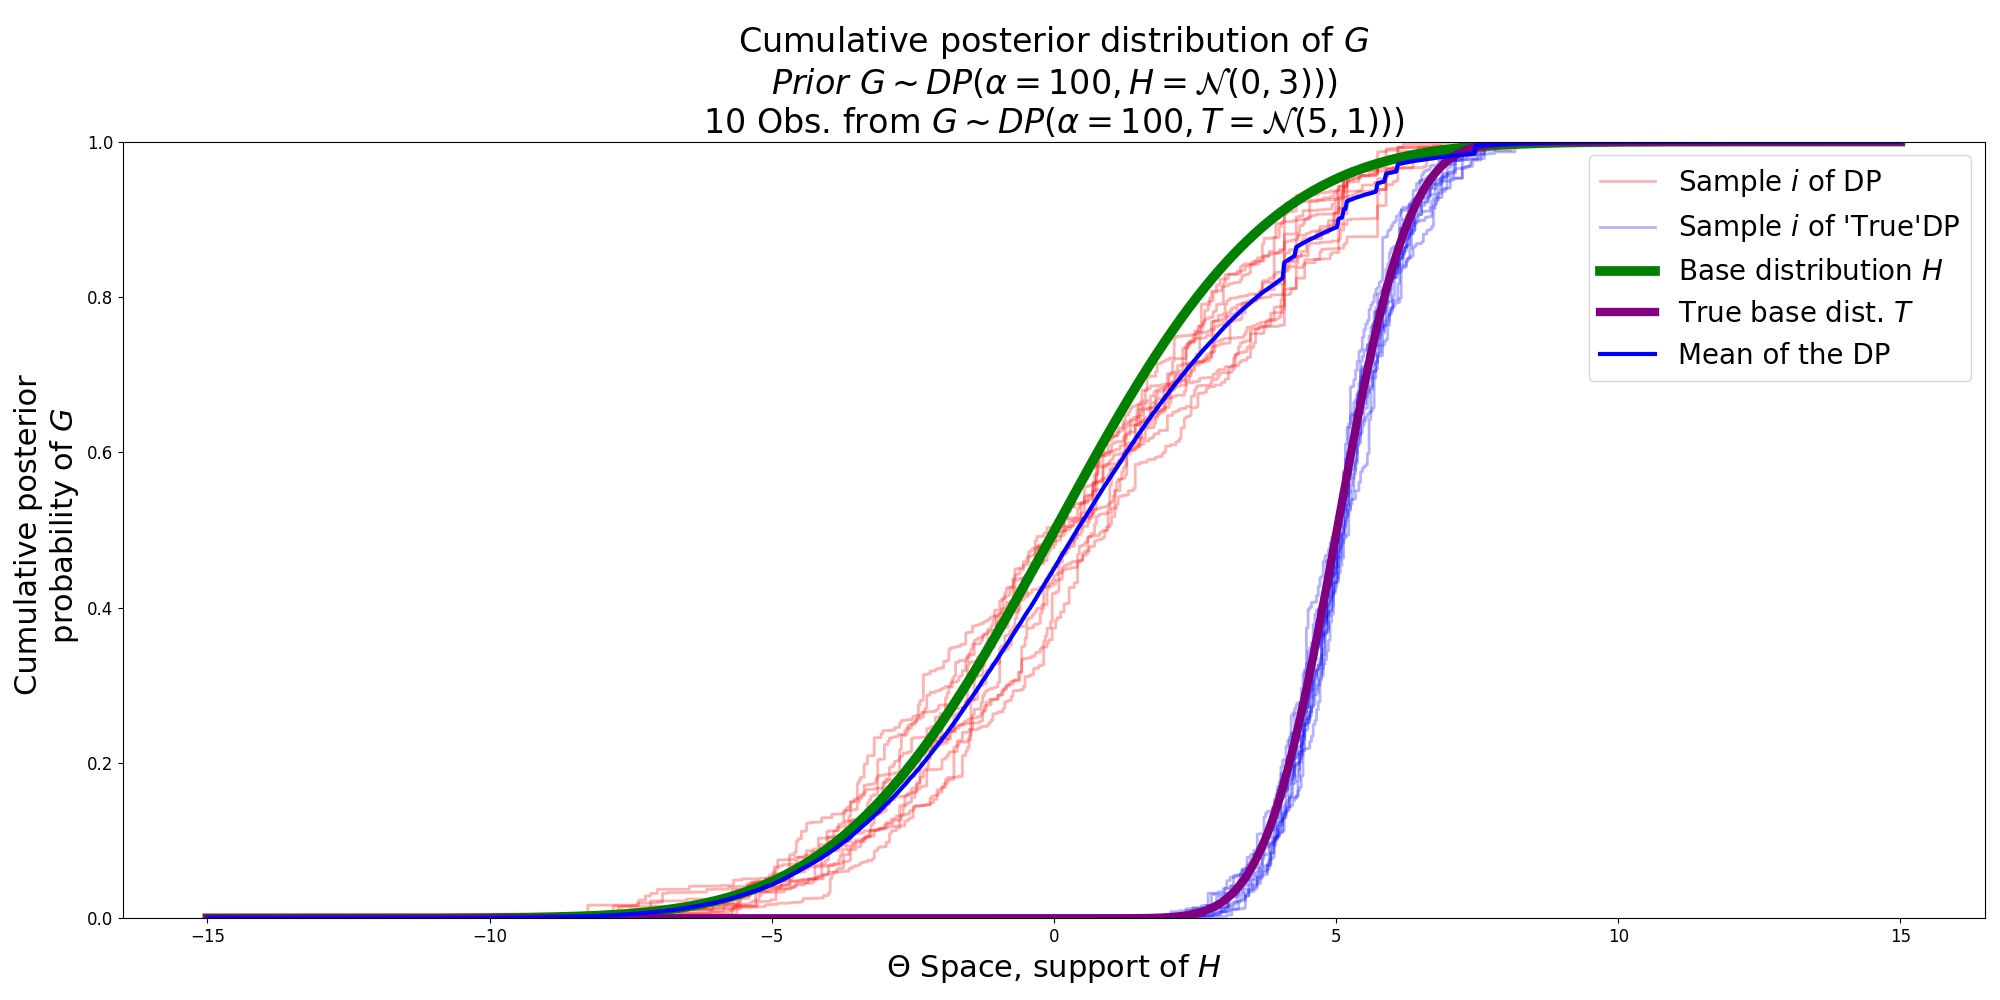 Cumulative posterior distribution of G
Prior G ∼ DP(α = 100, H = 𝒩(0, 3)))
10 Obs. from G ∼ DP(α = 100, T = 𝒩(5, 1)))
Cumulative posterior
probability of G
1.0
0.8
0.6
0.4
0.2
0.0
Sample i of DP
Sample i of 'True'DP
Base distribution H
True base dist. T
Mean of the DP
−15
−10
−5
0
5
10
15
Θ Space, support of H